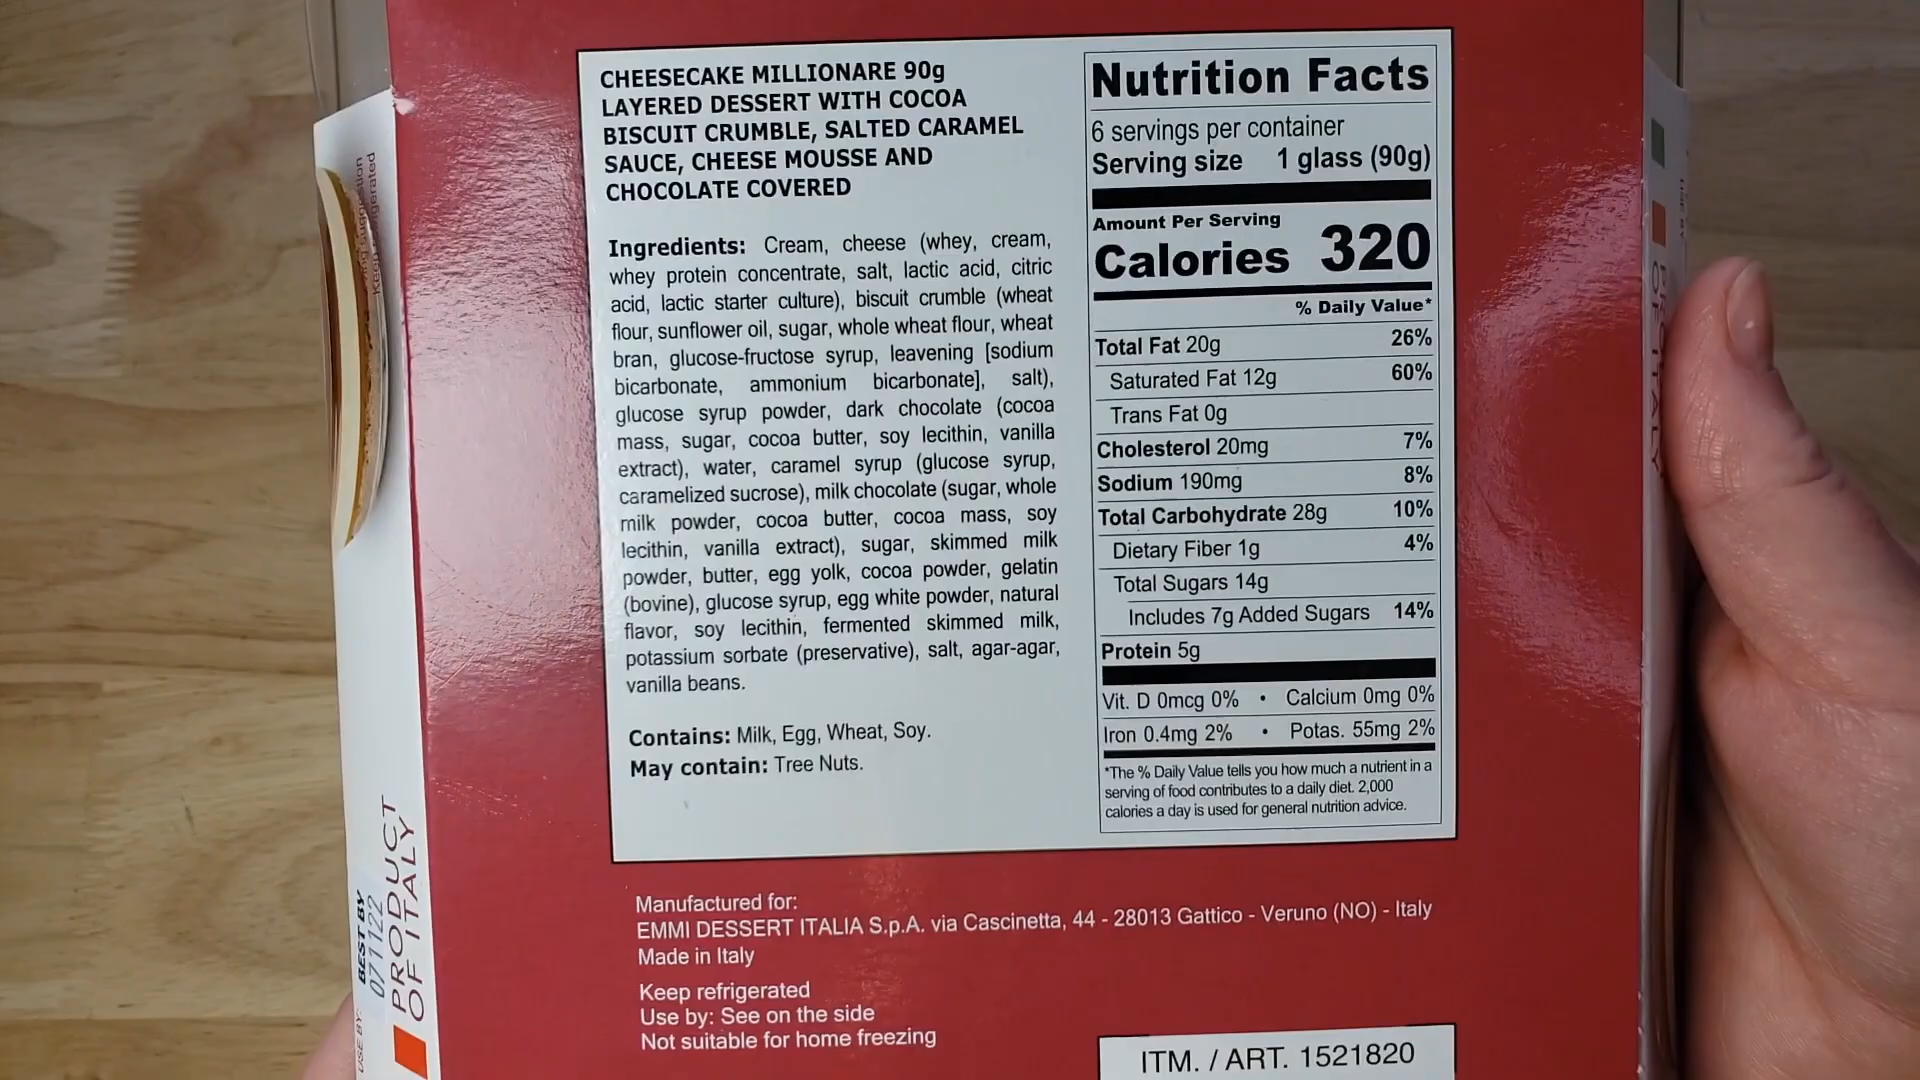 CHEESECAKE MILLIONARE 90g
LAYERED DESSERT WITH COCOA
BISCUIT CRUMBLE, SALTED CARAMEL
SAUCE, CHEESE MOUSSE AND
CHOCOLATE COVERED
Ingredients: Cream, cheese (whey, cream,
whey protein concentrate, salt, lactic acid, citric
acid, lactic starter culture), biscuit crumble (wheat
flour, sunflower oil, sugar, whole wheat flour, wheat
bran, glucose-fructose syrup, leavening [sodium
bicarbonate, ammonium bicarbonate], salt),
glucose syrup powder, dark chocolate (cocoa
mass, sugar, cocoa butter, soy lecithin, vanilla
extract), water, caramel syrup (glucose syrup,
caramelized sucrose), milk chocolate (sugar, whole
milk powder, cocoa butter, cocoa mass, soy
lecithin, vanilla extract), sugar, skimmed milk
powder, butter, egg yolk, cocoa powder, gelatin
(bovine), glucose syrup, egg white powder, natural
flavor, soy lecithin, fermented skimmed milk,
potassium sorbate (preservative), salt, agar-agar,
vanilla beans.
Contains: Milk, Egg, Wheat, Soy.
May contain: Tree Nuts.
Nutrition Facts
6 servings per container
Serving size 1 glass (90g)
Amount Per Serving
Calories 320
% Daily Value*
Total Fat 20g 26%
Saturated Fat 12g 60%
Trans Fat 0g
Cholesterol 20mg 7%
Sodium 190mg 8%
Total Carbohydrate 28g 10%
Dietary Fiber 1g 4%
Total Sugars 14g
Includes 7g Added Sugars 14%
Protein 5g
Vit. D 0mcg 0% • Calcium 0mg 0%
Iron 0.4mg 2% • Potas. 55mg 2%
*The % Daily Value tells you how much a nutrient in a
serving of food contributes to a daily diet. 2,000
calories a day is used for general nutrition advice.
Manufactured for:
EMMI DESSERT ITALIA S.p.A. via Cascinetta, 44 - 28013 Gattico - Veruno (NO) - Italy
Made in Italy
Keep refrigerated
Use by: See on the side
Not suitable for home freezing
ITM. / ART. 1521820
USE BY:
BEST BY
071122
PRODUCT
OF ITALY